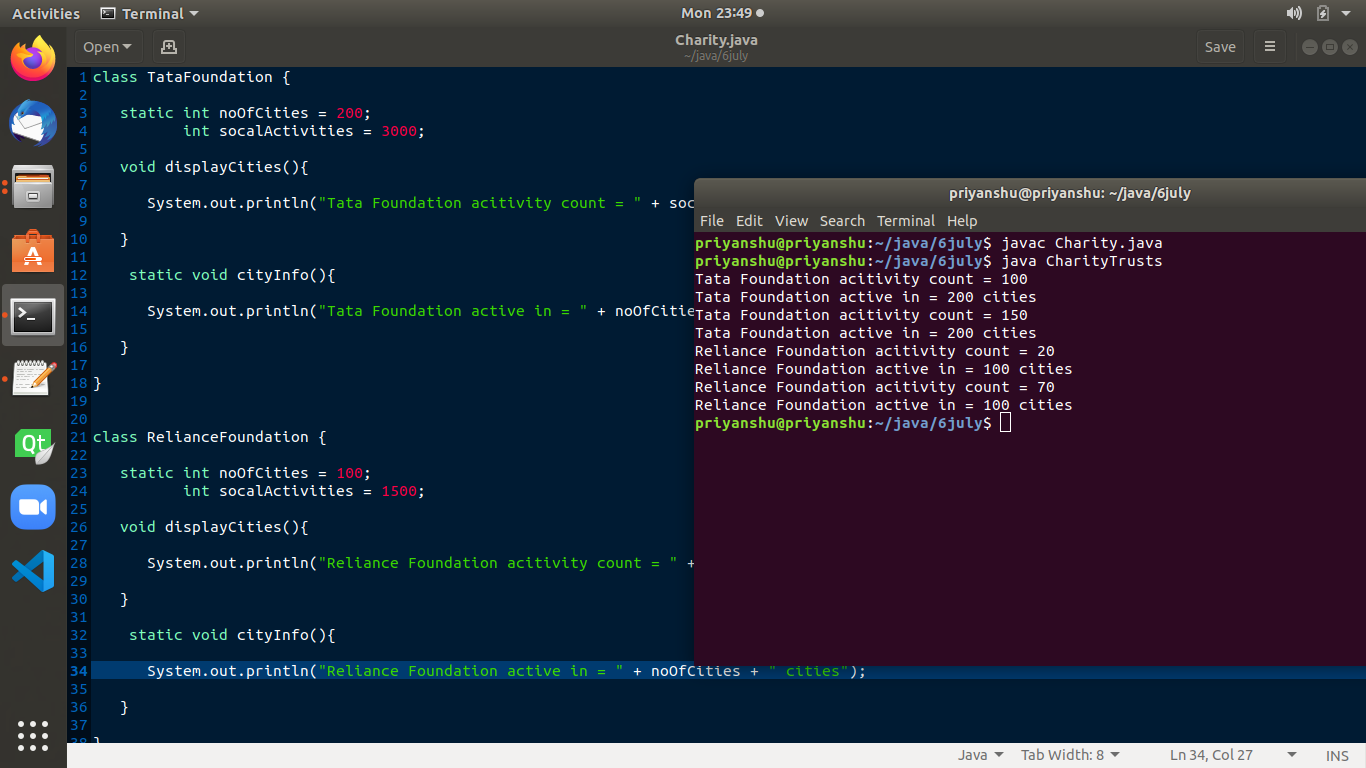 Activities
Terminal
Mon 23:49
Open
Charity.java
~/java/6july
Save
1 class TataFoundation {
2
3 static int noOfCities = 200;
4 int socalActivities = 3000;
5
6 void displayCities(){
7
8 System.out.println("Tata Foundation acitivity count = " + soc
9
10 }
11
12 static void cityInfo(){
13
14 System.out.println("Tata Foundation active in = " + noOfCitie
15
16 }
17
18 }
19
20
21 class RelianceFoundation {
22
23 static int noOfCities = 100;
24 int socalActivities = 1500;
25
26 void displayCities(){
27
28 System.out.println("Reliance Foundation acitivity count = " +
29
30 }
31
32 static void cityInfo(){
33
34 System.out.println("Reliance Foundation active in = " + noOfCities + " cities");
35
36 }
37
38 }
priyanshu@priyanshu: ~/java/6july
File Edit View Search Terminal Help
priyanshu@priyanshu:~/java/6july$ javac Charity.java
priyanshu@priyanshu:~/java/6july$ java CharityTrusts
Tata Foundation acitivity count = 100
Tata Foundation active in = 200 cities
Tata Foundation acitivity count = 150
Tata Foundation active in = 200 cities
Reliance Foundation acitivity count = 20
Reliance Foundation active in = 100 cities
Reliance Foundation acitivity count = 70
Reliance Foundation active in = 100 cities
priyanshu@priyanshu:~/java/6july$
Qt
Java
Tab Width: 8
Ln 34, Col 27
INS